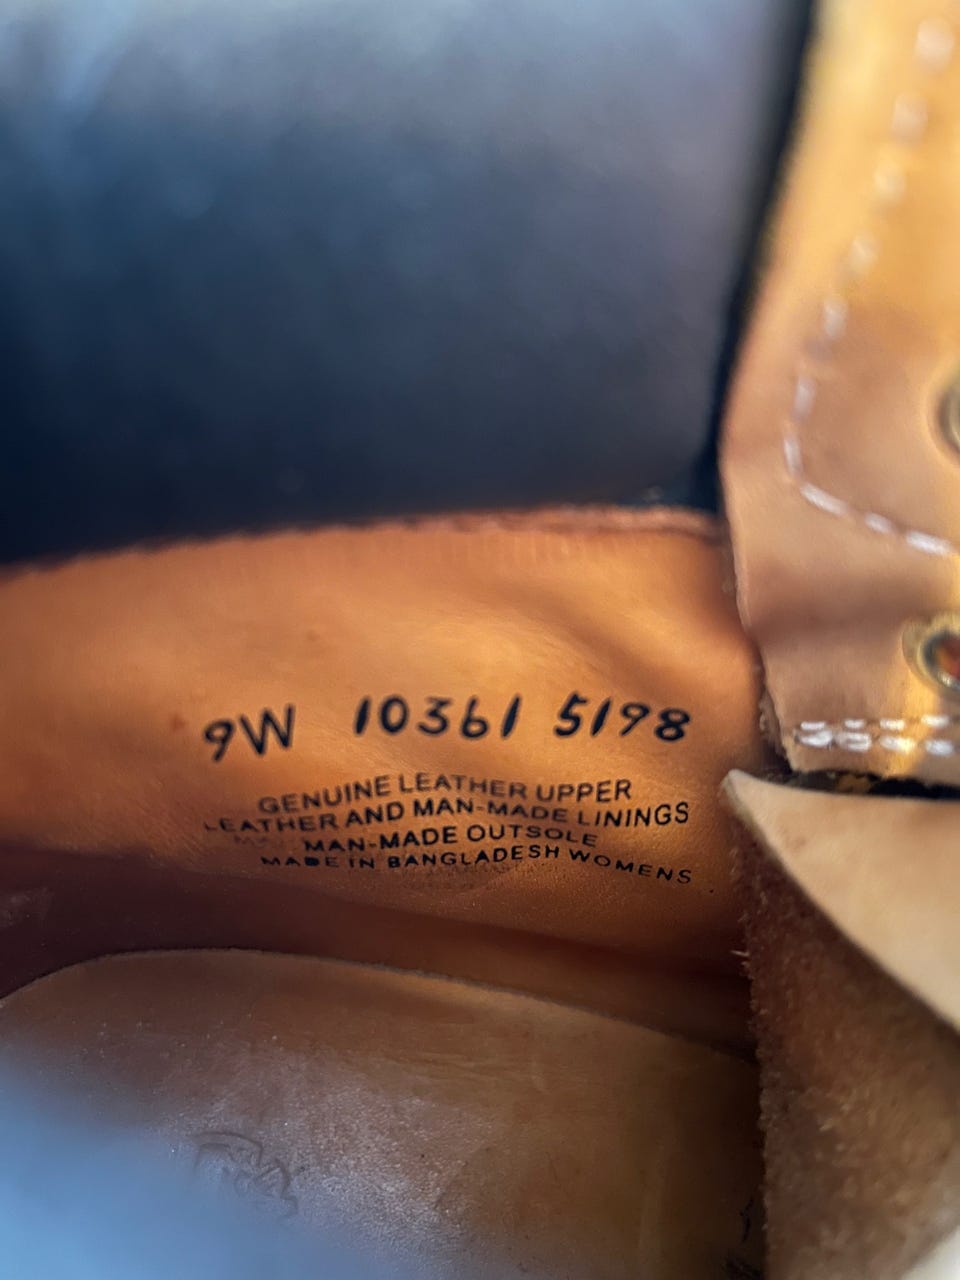 9W 10361 5198
GENUINE LEATHER UPPER
LEATHER AND MAN-MADE LININGS
MAN-MADE OUTSOLE
MADE IN BANGLADESH WOMENS